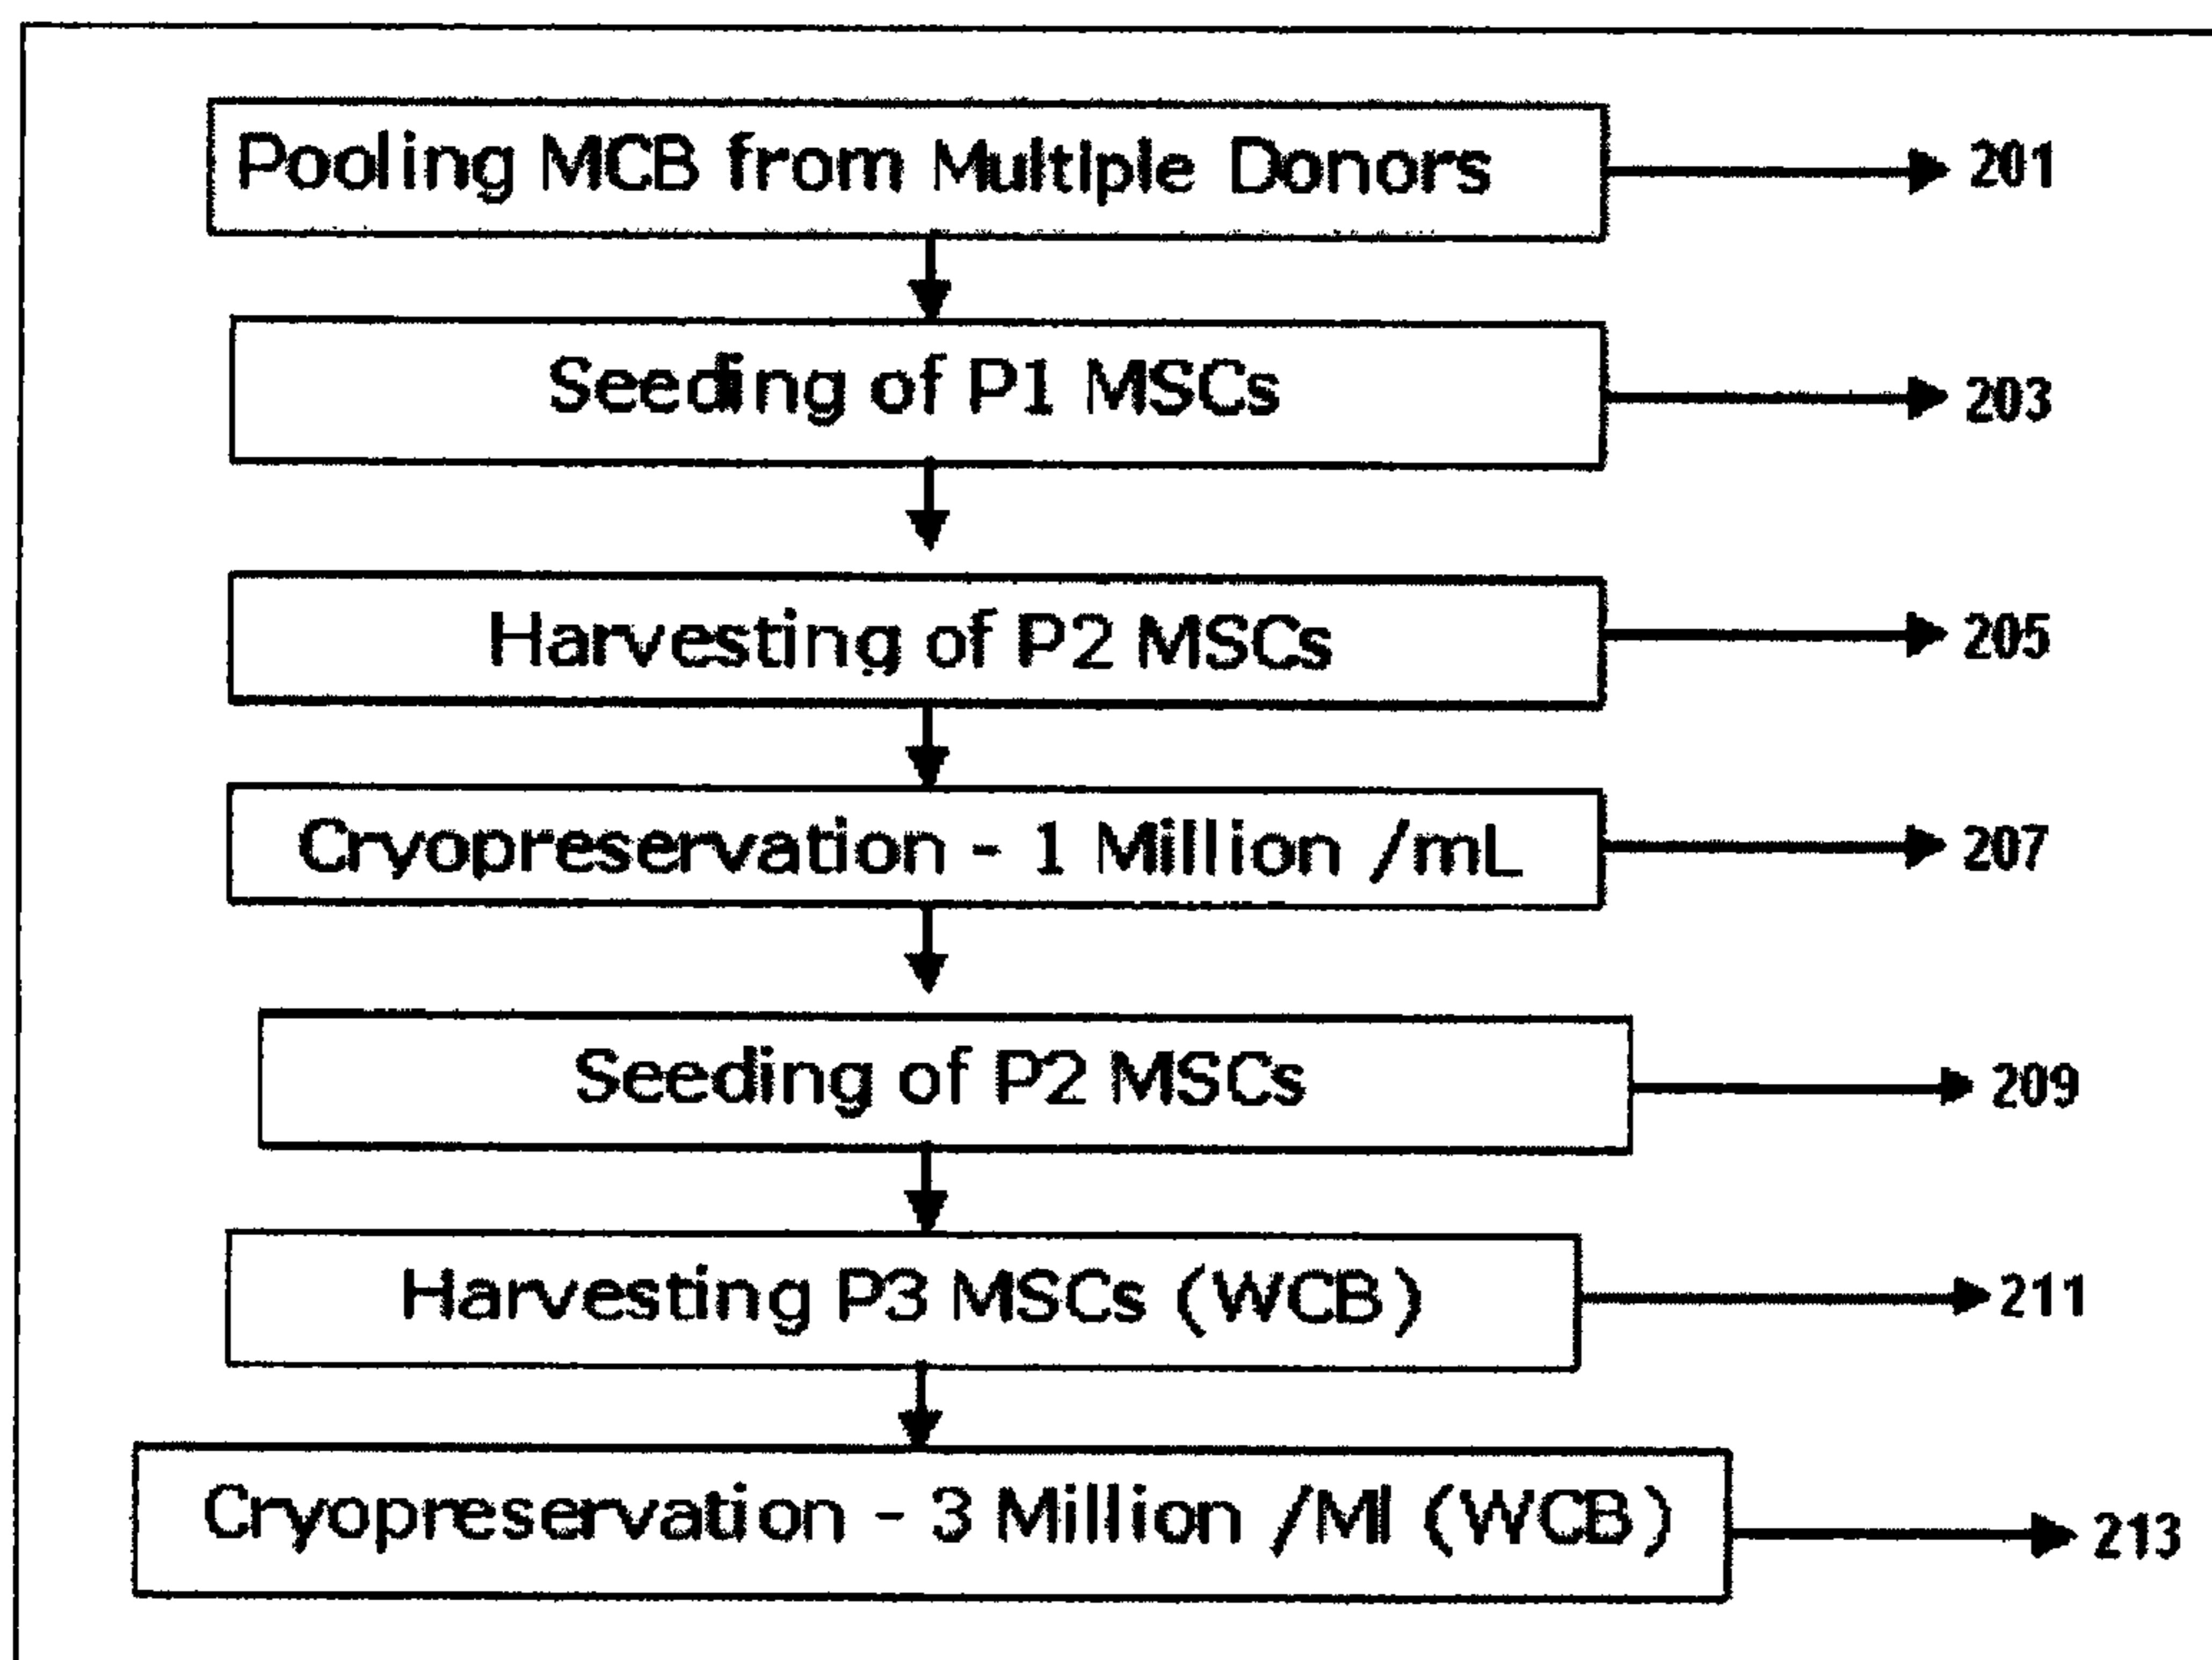 Pooling MCB from Multiple Donors 201
Seeding of P1 MSCs 203
Harvesting of P2 MSCs 205
Cryopreservation - 1 Million /mL 207
Seeding of P2 MSCs 209
Harvesting P3 MSCs (WCB) 211
Cryopreservation - 3 Million /Ml (WCB) 213